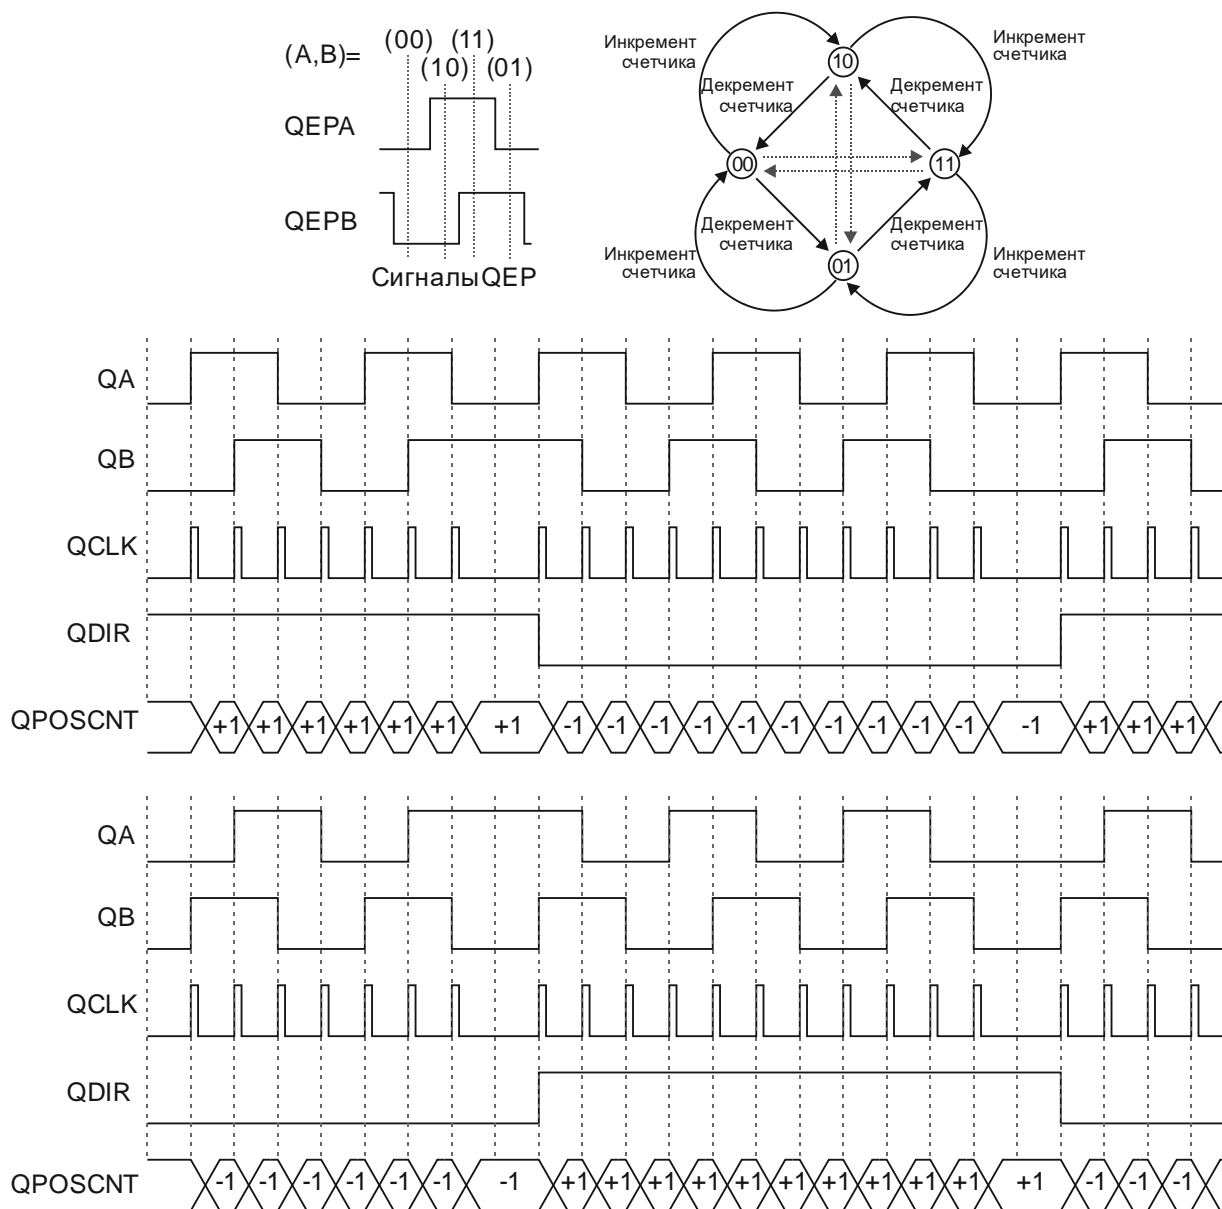 (A,B)=
(00) (11)
(10) (01)
QEPA
QEPB
Сигналы QEP
Инкремент
счетчика
10
Инкремент
счетчика
Декремент
счетчика
Декремент
счетчика
00
11
Декремент
счетчика
Декремент
счетчика
Инкремент
счетчика
01
Инкремент
счетчика
QA
QB
QCLK
QDIR
QPOSCNT +1 +1 +1 +1 +1 +1 +1 -1 -1 -1 -1 -1 -1 -1 -1 -1 -1 -1 +1 +1 +1
QA
QB
QCLK
QDIR
QPOSCNT -1 -1 -1 -1 -1 -1 -1 +1 +1 +1 +1 +1 +1 +1 +1 +1 +1 +1 -1 -1 -1